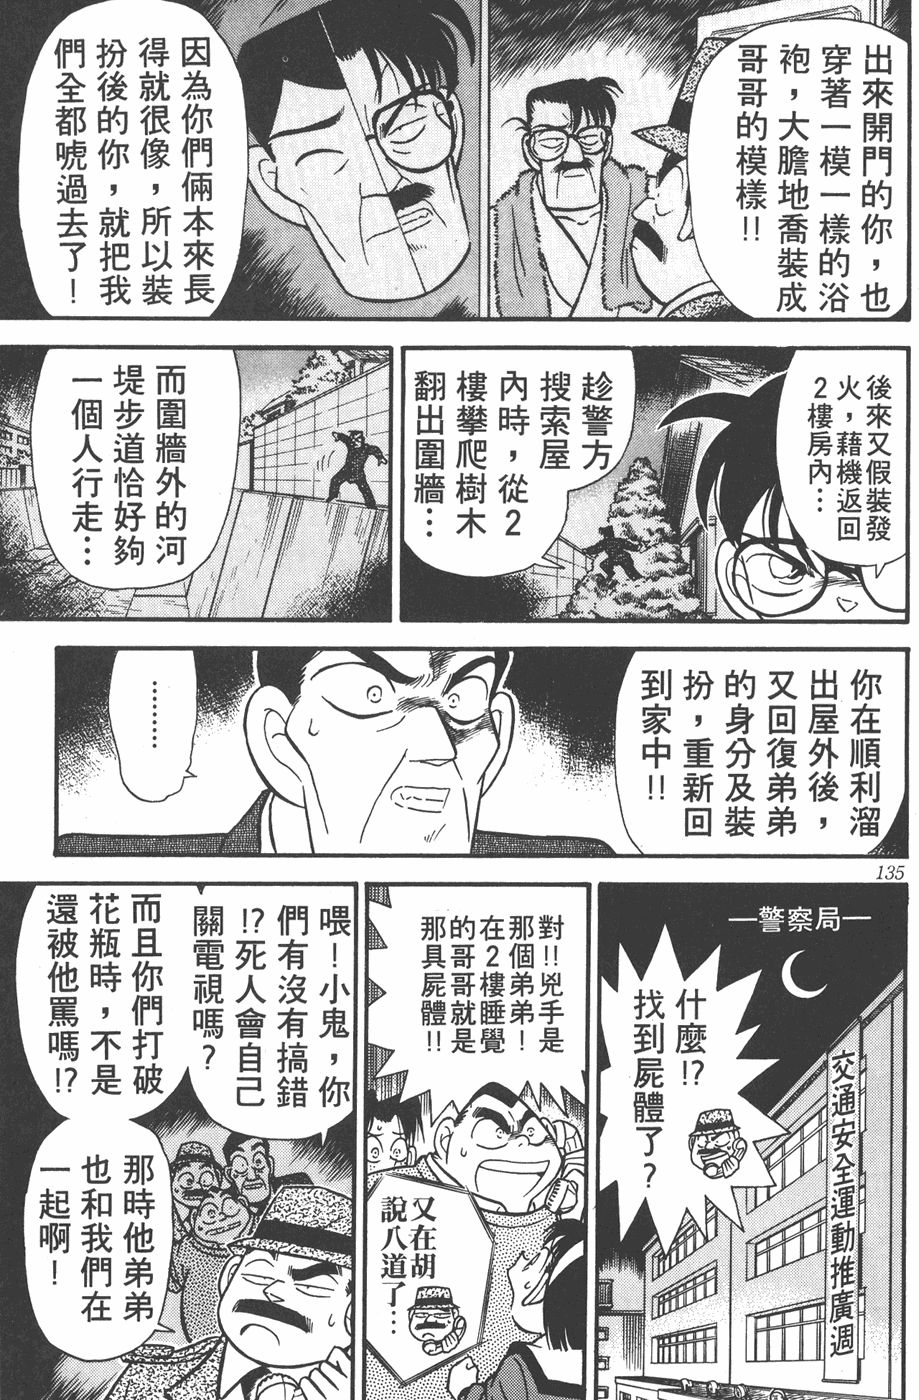 出來開門的你，也
穿著一模一樣的浴
袍，大膽地喬裝成
哥哥的模樣!!
因為你們倆本來長
得就很像，所以裝
扮後的你，就把我
們全都唬過去了！
後來又假裝發
火，藉機返回
2樓房內…
趁警方
搜索屋
內時，從2
樓攀爬樹木
翻出圍牆…
而圍牆外的河
堤步道恰好夠
一個人行走…
你在順利溜
出屋外後，
又回復弟弟
的身分及裝
扮，重新回
到家中!!
………
135
—警察局—
什麼!?
找到屍體了？
交通安全運動推廣週
對!!兇手是
那個弟弟！
在2樓睡覺
的哥哥就是
那具屍體!!
又在胡
說八道了…
喂！小鬼，你
們有沒有搞錯
!?死人會自己
關電視嗎？
而且你們打破
花瓶時，不是
還被他罵嗎!?
那時他弟弟
也和我們在
一起啊！